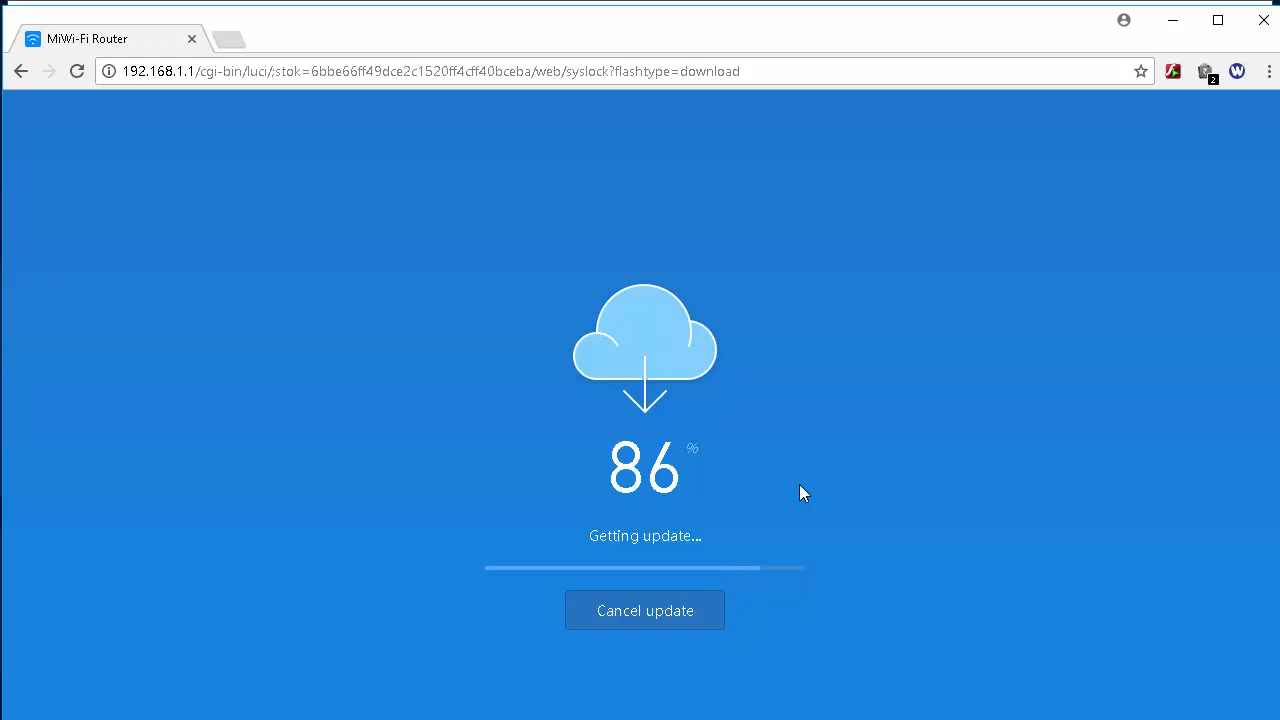 MiWi-Fi Router
192.168.1.1/cgi-bin/luci/;stok=6bbe66ff49dce2c1520ff4cff40bceba/web/syslock?flashtype=download
2
W
86 %
Getting update...
Cancel update